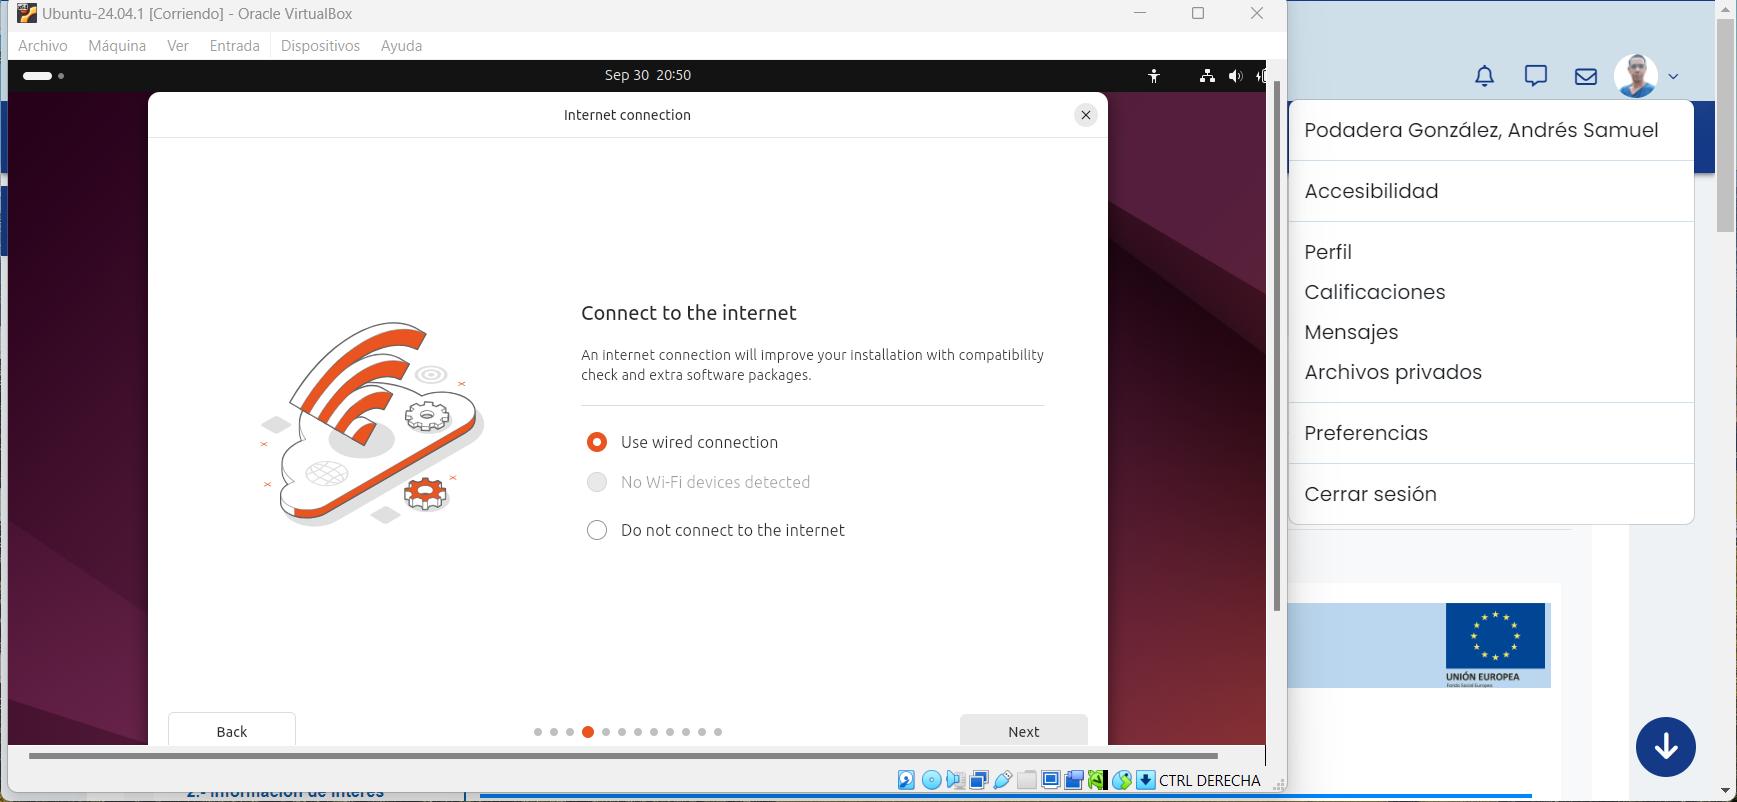 Ubuntu-24.04.1 [Corriendo] - Oracle VirtualBox
Archivo Máquina Ver Entrada Dispositivos Ayuda
Sep 30 20:50
Internet connection
Connect to the internet
An internet connection will improve your installation with compatibility
check and extra software packages.
Use wired connection
No Wi-Fi devices detected
Do not connect to the internet
Back
Next
CTRL DERECHA
Podadera González, Andrés Samuel
Accesibilidad
Perfil
Calificaciones
Mensajes
Archivos privados
Preferencias
Cerrar sesión
UNIÓN EUROPEA
Fondo Social Europeo
2.- Información de interés